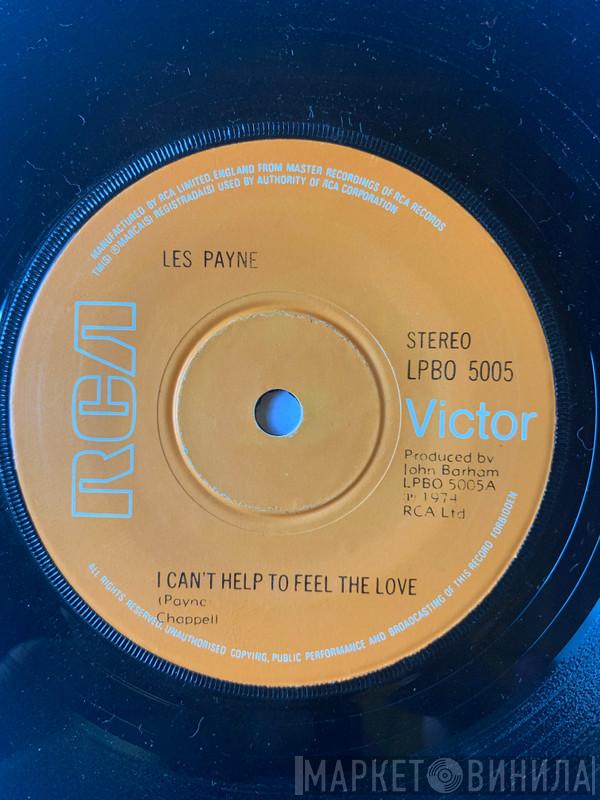 MANUFACTURED BY RCA LIMITED, ENGLAND FROM MASTER RECORDINGS OF RCA RECORDS
TM(S) ® MARCA(S) REGISTRADA(S) USED BY AUTHORITY OF RCA CORPORATION
LES PAYNE
RCA
STEREO
LPBO 5005
Victor
Produced by
John Barham
LPBO 5005A
℗ 1974
RCA Ltd
I CAN'T HELP TO FEEL THE LOVE
(Payne
Chappell
ALL RIGHTS RESERVED. UNAUTHORISED COPYING, PUBLIC PERFORMANCE AND BROADCASTING OF THIS RECORD FORBIDDEN
МАРКЕТ ВИНИЛА